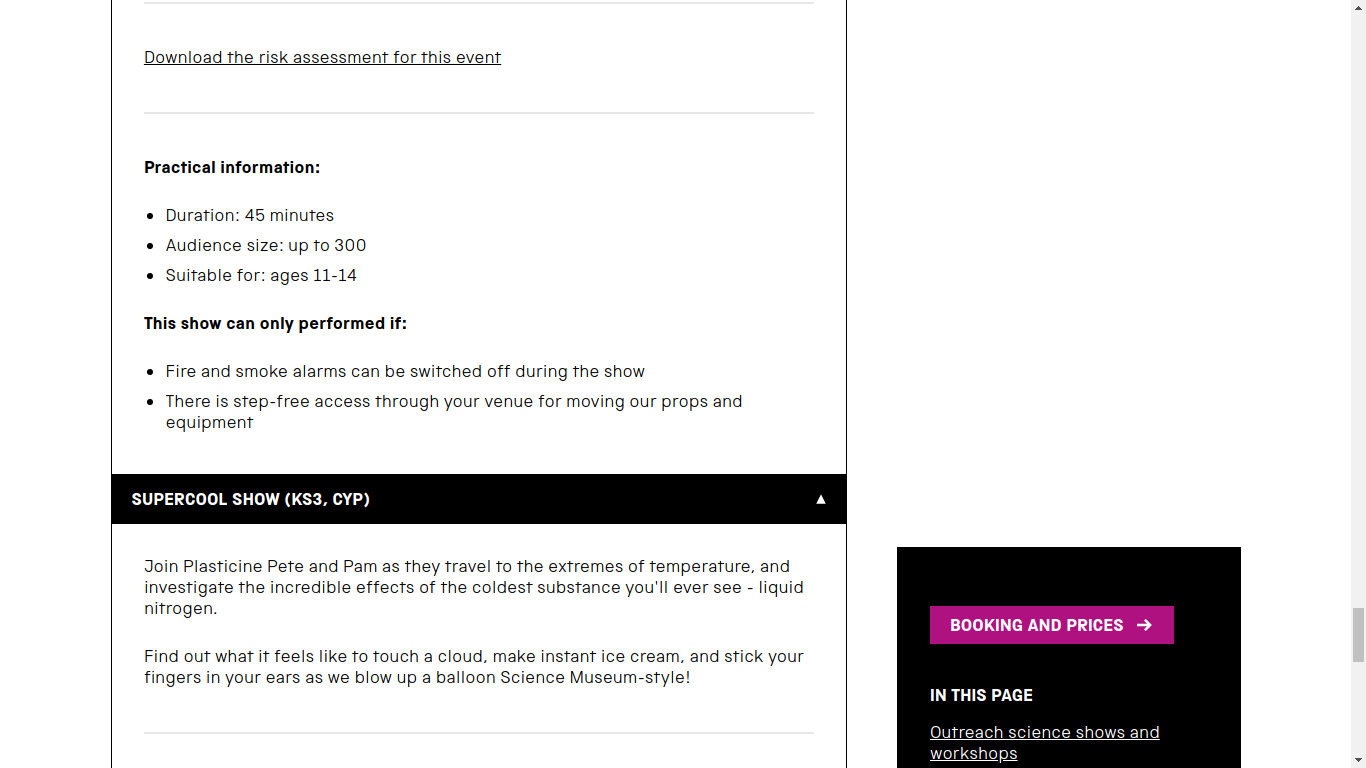 Download the risk assessment for this event
Practical information:
Duration: 45 minutes
Audience size: up to 300
Suitable for: ages 11-14
This show can only performed if:
Fire and smoke alarms can be switched off during the show
There is step-free access through your venue for moving our props and
equipment
SUPERCOOL SHOW (KS3, CYP)
Join Plasticine Pete and Pam as they travel to the extremes of temperature, and
investigate the incredible effects of the coldest substance you'll ever see - liquid
nitrogen.
Find out what it feels like to touch a cloud, make instant ice cream, and stick your
fingers in your ears as we blow up a balloon Science Museum-style!
BOOKING AND PRICES
IN THIS PAGE
Outreach science shows and
workshops